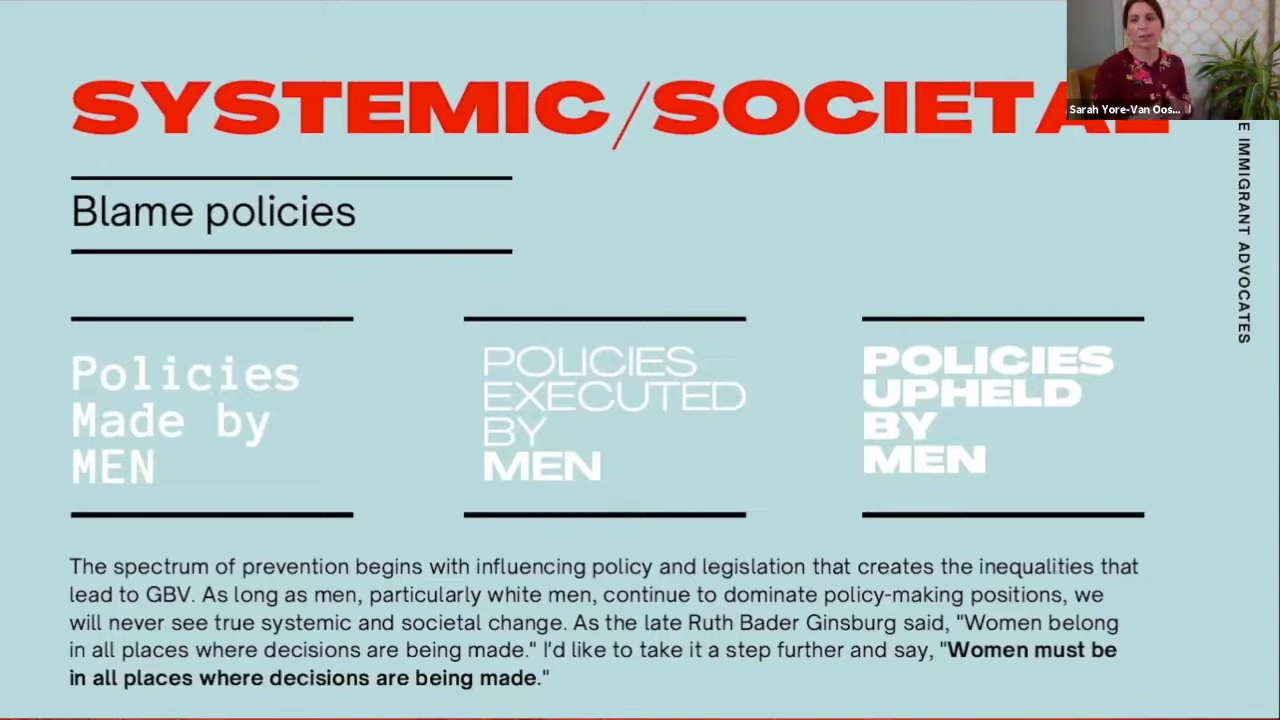 SYSTEMIC/SOCIETAL
Sarah Yore-Van Oos...
Blame policies
E IMMIGRANT ADVOCATES
Policies
Made by
MEN
POLICIES
EXECUTED
BY
MEN
POLICIES
UPHELD
BY
MEN
The spectrum of prevention begins with influencing policy and legislation that creates the inequalities that
lead to GBV. As long as men, particularly white men, continue to dominate policy-making positions, we
will never see true systemic and societal change. As the late Ruth Bader Ginsburg said, "Women belong
in all places where decisions are being made." I'd like to take it a step further and say, "Women must be
in all places where decisions are being made."